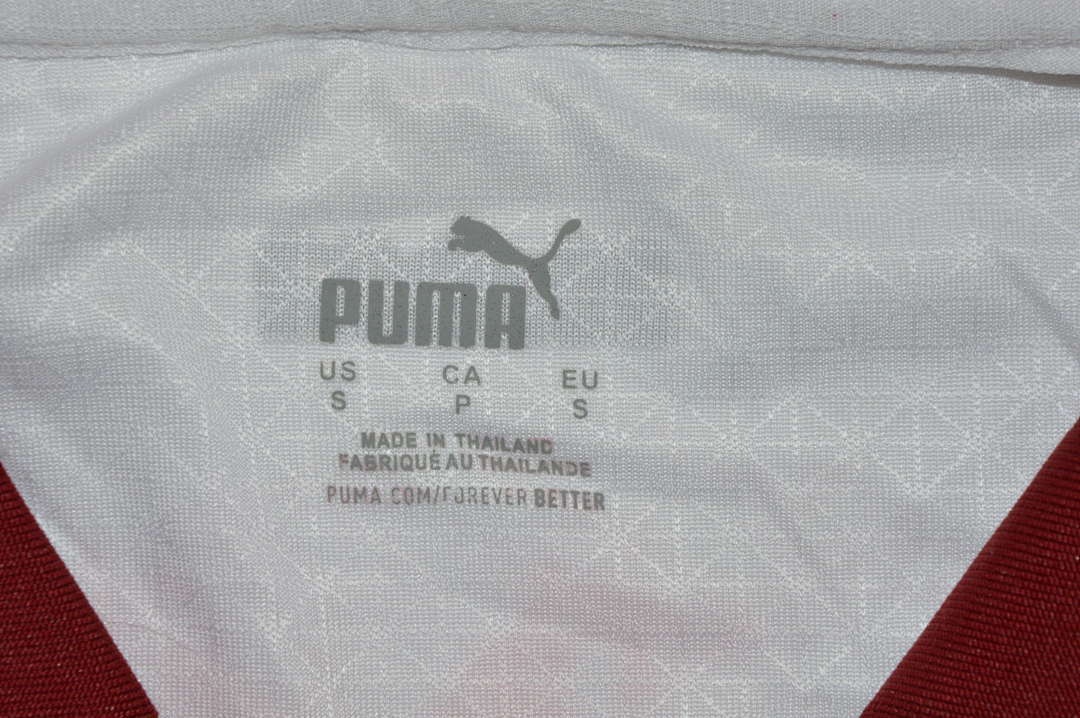 PUMA
US CA EU
S P S
MADE IN THAILAND
FABRIQUÉ AU THAILANDE
PUMA.COM/FOREVER BETTER